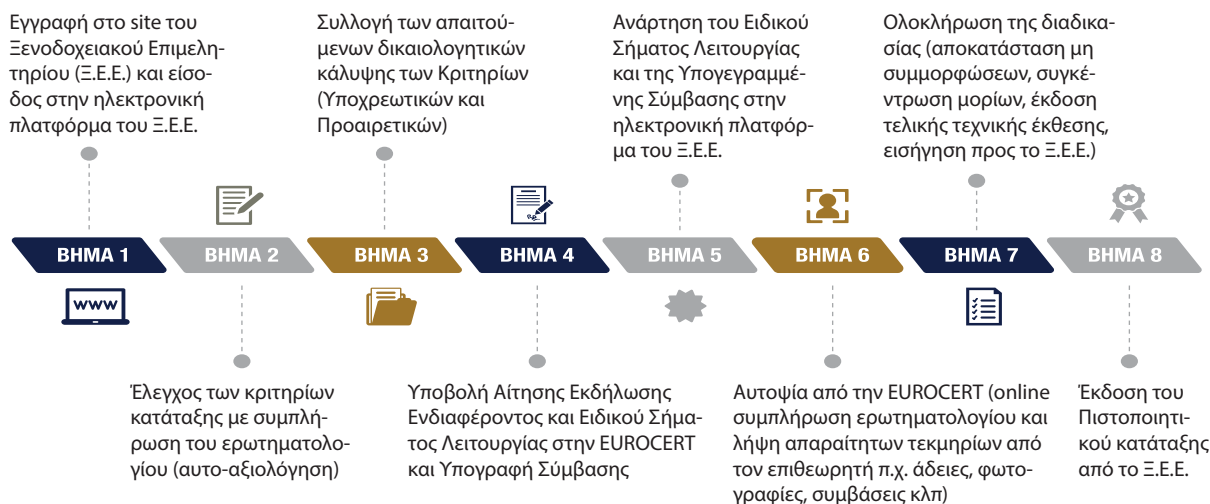 Εγγραφή στο site του
Ξενοδοχειακού Επιμελη-
τηρίου (Ξ.Ε.Ε.) και είσο-
δος στην ηλεκτρονική
πλατφόρμα του Ξ.Ε.Ε.
Συλλογή των απαιτού-
μενων δικαιολογητικών
κάλυψης των Κριτηρίων
(Υποχρεωτικών και
Προαιρετικών)
Ανάρτηση του Ειδικού
Σήματος Λειτουργίας
και της Υπογεγραμμέ-
νης Σύμβασης στην
ηλεκτρονική πλατφόρ-
μα του Ξ.Ε.Ε.
Ολοκλήρωση της διαδικα-
σίας (αποκατάσταση μη
συμμορφώσεων, συγκέ-
ντρωση μορίων, έκδοση
τελικής τεχνικής έκθεσης,
εισήγηση προς το Ξ.Ε.Ε.)
ΒΗΜΑ 1
ΒΗΜΑ 2
ΒΗΜΑ 3
ΒΗΜΑ 4
ΒΗΜΑ 5
ΒΗΜΑ 6
ΒΗΜΑ 7
ΒΗΜΑ 8
www
Έλεγχος των κριτηρίων
κατάταξης με συμπλή-
ρωση του ερωτηματολο-
γίου (αυτο-αξιολόγηση)
Υποβολή Αίτησης Εκδήλωσης
Ενδιαφέροντος και Ειδικού Σήμα-
τος Λειτουργίας στην EUROCERT
και Υπογραφή Σύμβασης
Αυτοψία από την EUROCERT (online
συμπλήρωση ερωτηματολογίου και
λήψη απαραίτητων τεκμηρίων από
τον επιθεωρητή π.χ. άδειες, φωτο-
γραφίες, συμβάσεις κλπ)
Έκδοση του
Πιστοποιητι-
κού κατάταξης
από το Ξ.Ε.Ε.